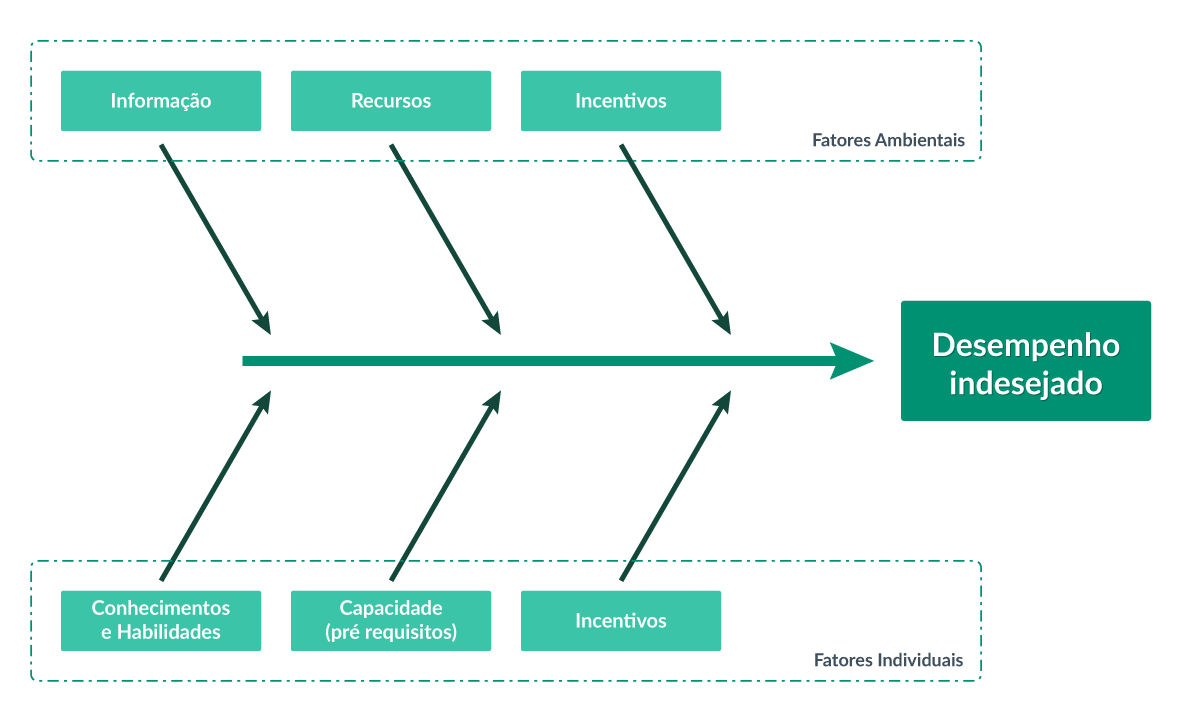 Informação
Recursos
Incentivos
Fatores Ambientais
Desempenho
indesejado
Conhecimentos
e Habilidades
Capacidade
(pré requisitos)
Incentivos
Fatores Individuais